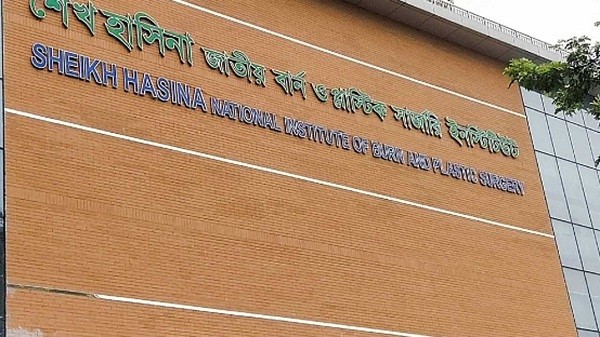 শেখ হাসিনা জাতীয় বার্ন ও প্লাস্টিক সার্জারি ইনস্টিটিউট
SHEIKH HASINA NATIONAL INSTITUTE OF BURN AND PLASTIC SURGERY